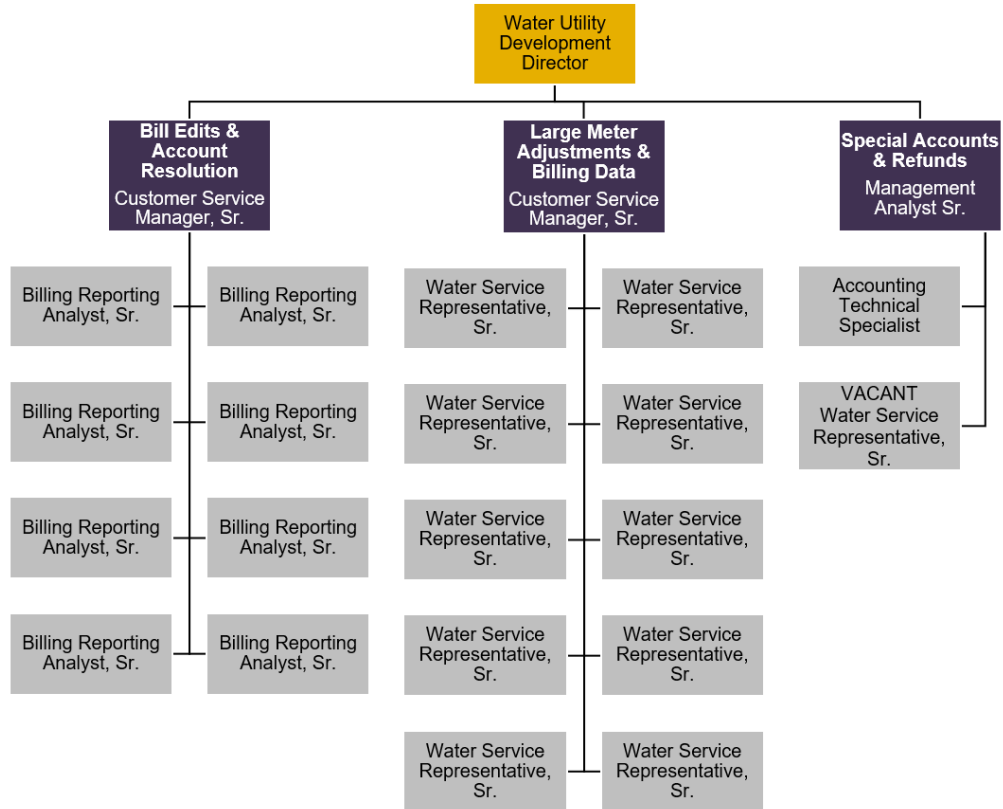 Water Utility
Development
Director
Bill Edits &
Account
Resolution
Customer Service
Manager, Sr.
Large Meter
Adjustments &
Billing Data
Customer Service
Manager, Sr.
Special Accounts
& Refunds
Management
Analyst Sr.
Billing Reporting
Analyst, Sr.
Billing Reporting
Analyst, Sr.
Billing Reporting
Analyst, Sr.
Billing Reporting
Analyst, Sr.
Billing Reporting
Analyst, Sr.
Billing Reporting
Analyst, Sr.
Billing Reporting
Analyst, Sr.
Billing Reporting
Analyst, Sr.
Water Service
Representative,
Sr.
Water Service
Representative,
Sr.
Water Service
Representative,
Sr.
Water Service
Representative,
Sr.
Water Service
Representative,
Sr.
Water Service
Representative,
Sr.
Water Service
Representative,
Sr.
Water Service
Representative,
Sr.
Water Service
Representative,
Sr.
Water Service
Representative,
Sr.
Accounting
Technical
Specialist
VACANT
Water Service
Representative,
Sr.